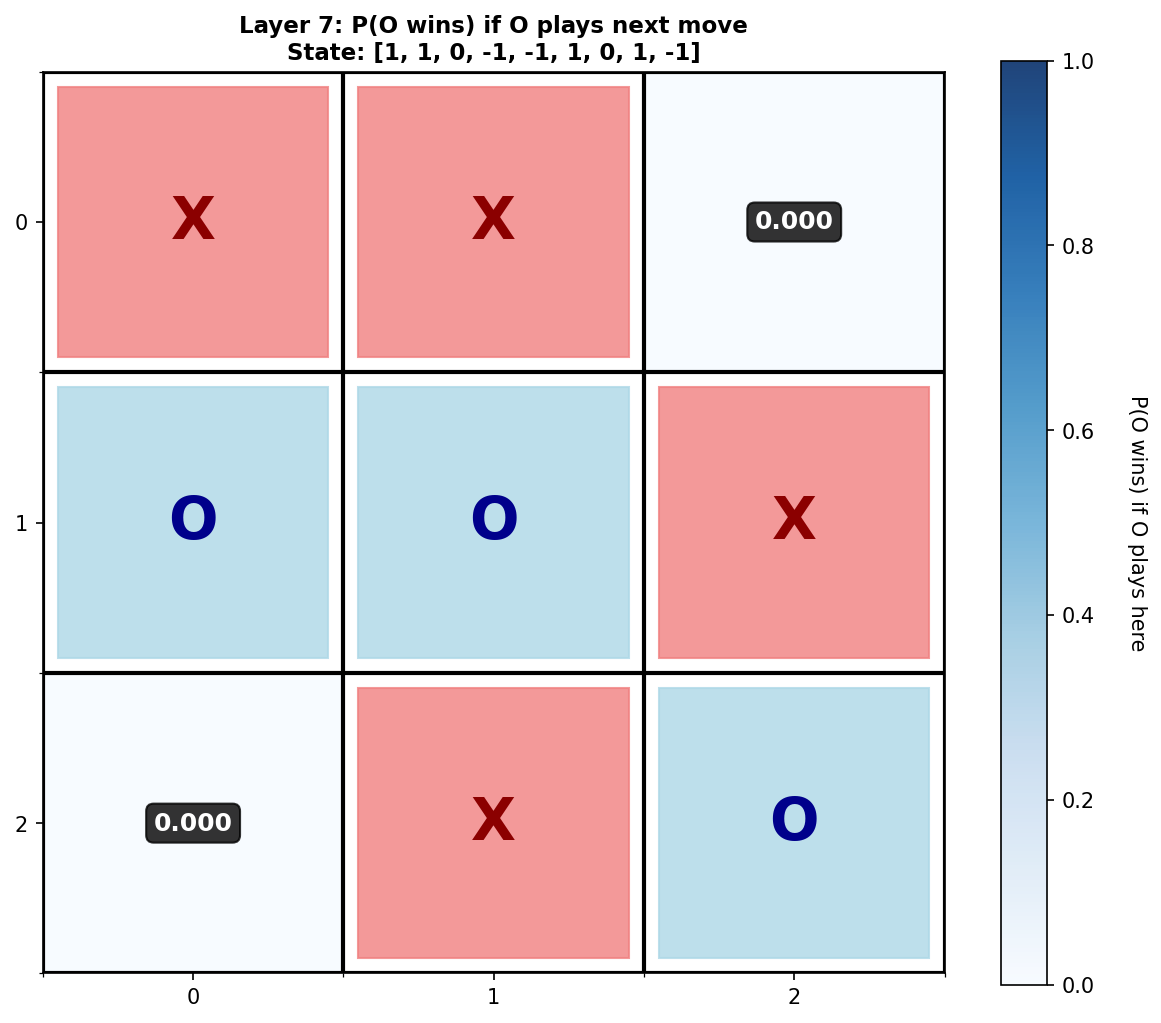 Layer 7: P(O wins) if O plays next move
State: [1, 1, 0, -1, -1, 1, 0, 1, -1]
0
X
X
0.000
1
O
O
X
2
0.000
X
O
0
1
2
1.0
0.8
0.6
0.4
0.2
0.0
P(O wins) if O plays here